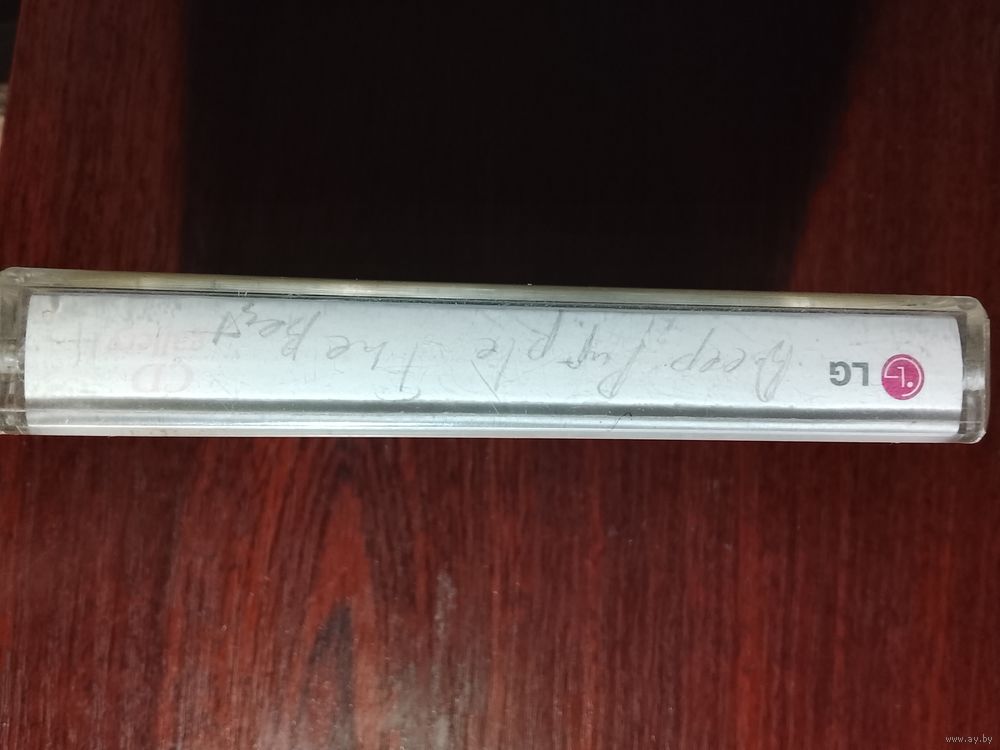 LG
Deep Purple The Best
CD
www.ay.by